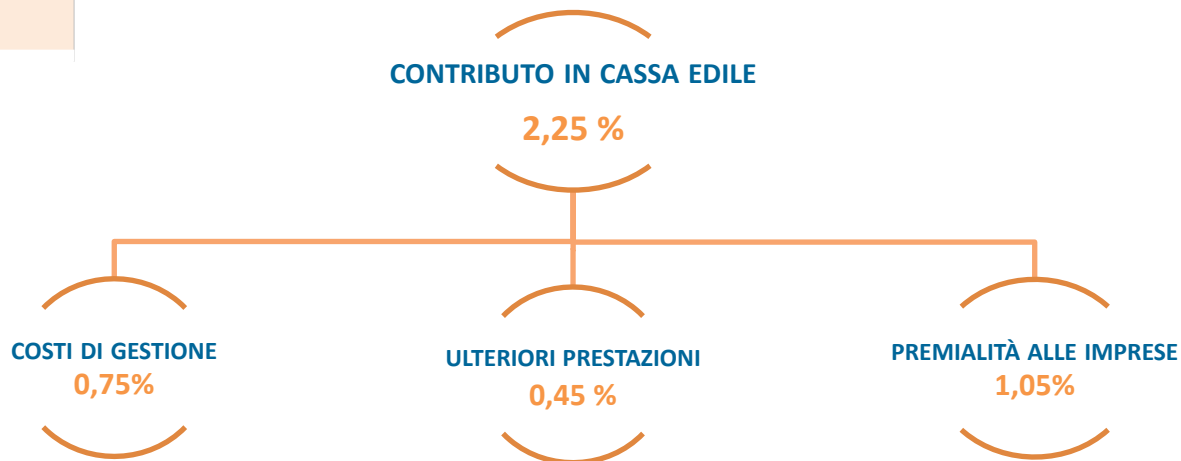 CONTRIBUTO IN CASSA EDILE
2,25 %
COSTI DI GESTIONE
0,75%
ULTERIORI PRESTAZIONI
0,45 %
PREMIALITÀ ALLE IMPRESE
1,05%